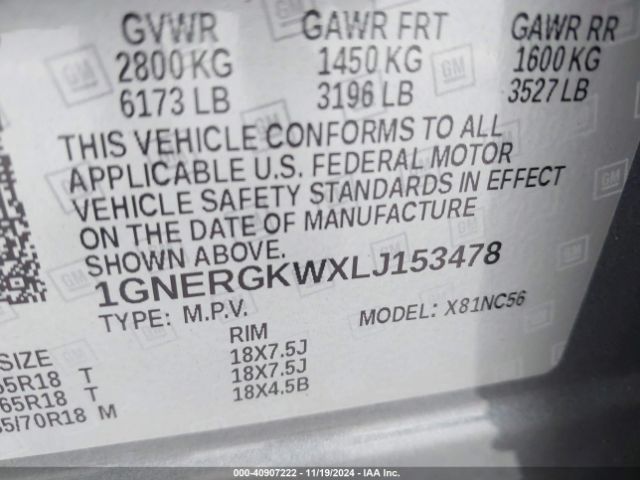 GVWR GAWR FRT GAWR RR
2800 KG 1450 KG 1600 KG
6173 LB 3196 LB 3527 LB
THIS VEHICLE CONFORMS TO ALL
APPLICABLE U.S. FEDERAL MOTOR
VEHICLE SAFETY STANDARDS IN EFFECT
ON THE DATE OF MANUFACTURE
SHOWN ABOVE.
1GNERGKWXLJ153478
TYPE: M.P.V. MODEL: X81NC56
SIZE RIM
65R18 T 18X7.5J
65R18 T 18X7.5J
/70R18 M 18X4.5B
000-40907222 - 11/19/2024 - IAA Inc.